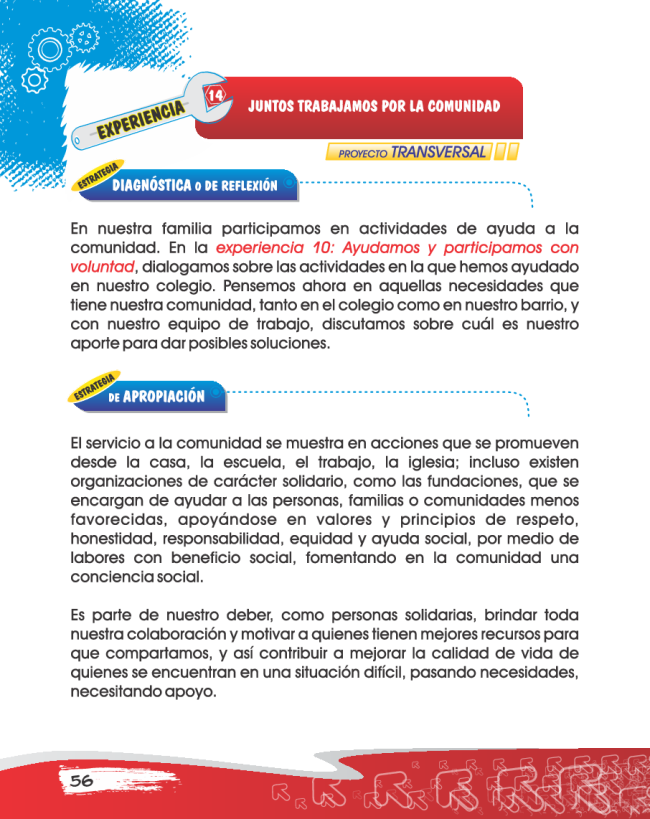 EXPERIENCIA
14
JUNTOS TRABAJAMOS POR LA COMUNIDAD
PROYECTO TRANSVERSAL
ESTRATEGIA
DIAGNÓSTICA O DE REFLEXIÓN
En nuestra familia participamos en actividades de ayuda a la
comunidad. En la experiencia 10: Ayudamos y participamos con
voluntad, dialogamos sobre las actividades en la que hemos ayudado
en nuestro colegio. Pensemos ahora en aquellas necesidades que
tiene nuestra comunidad, tanto en el colegio como en nuestro barrio, y
con nuestro equipo de trabajo, discutamos sobre cuál es nuestro
aporte para dar posibles soluciones.
ESTRATEGIA
DE APROPIACIÓN
El servicio a la comunidad se muestra en acciones que se promueven
desde la casa, la escuela, el trabajo, la iglesia; incluso existen
organizaciones de carácter solidario, como las fundaciones, que se
encargan de ayudar a las personas, familias o comunidades menos
favorecidas, apoyándose en valores y principios de respeto,
honestidad, responsabilidad, equidad y ayuda social, por medio de
labores con beneficio social, fomentando en la comunidad una
conciencia social.
Es parte de nuestro deber, como personas solidarias, brindar toda
nuestra colaboración y motivar a quienes tienen mejores recursos para
que compartamos, y así contribuir a mejorar la calidad de vida de
quienes se encuentran en una situación difícil, pasando necesidades,
necesitando apoyo.
56